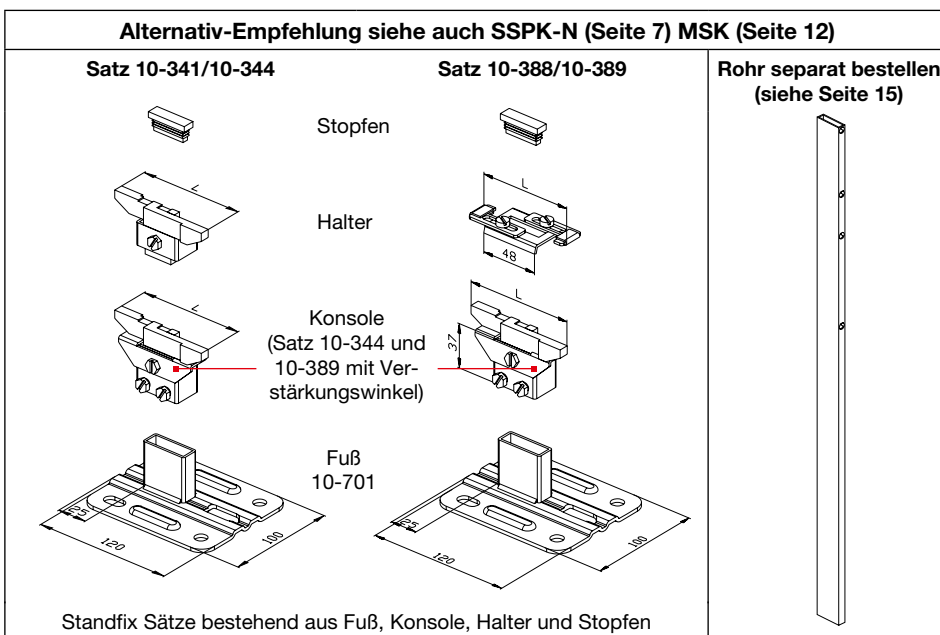 Alternativ-Empfehlung siehe auch SSPK-N (Seite 7) MSK (Seite 12)
Satz 10-341/10-344
Satz 10-388/10-389
Rohr separat bestellen
(siehe Seite 15)
Stopfen
L
Halter
L
48
L
Konsole
(Satz 10-344 und
10-389 mit Ver-
stärkungswinkel)
L
37
Fuß
10-701
25
120
100
25
120
100
Standfix Sätze bestehend aus Fuß, Konsole, Halter und Stopfen